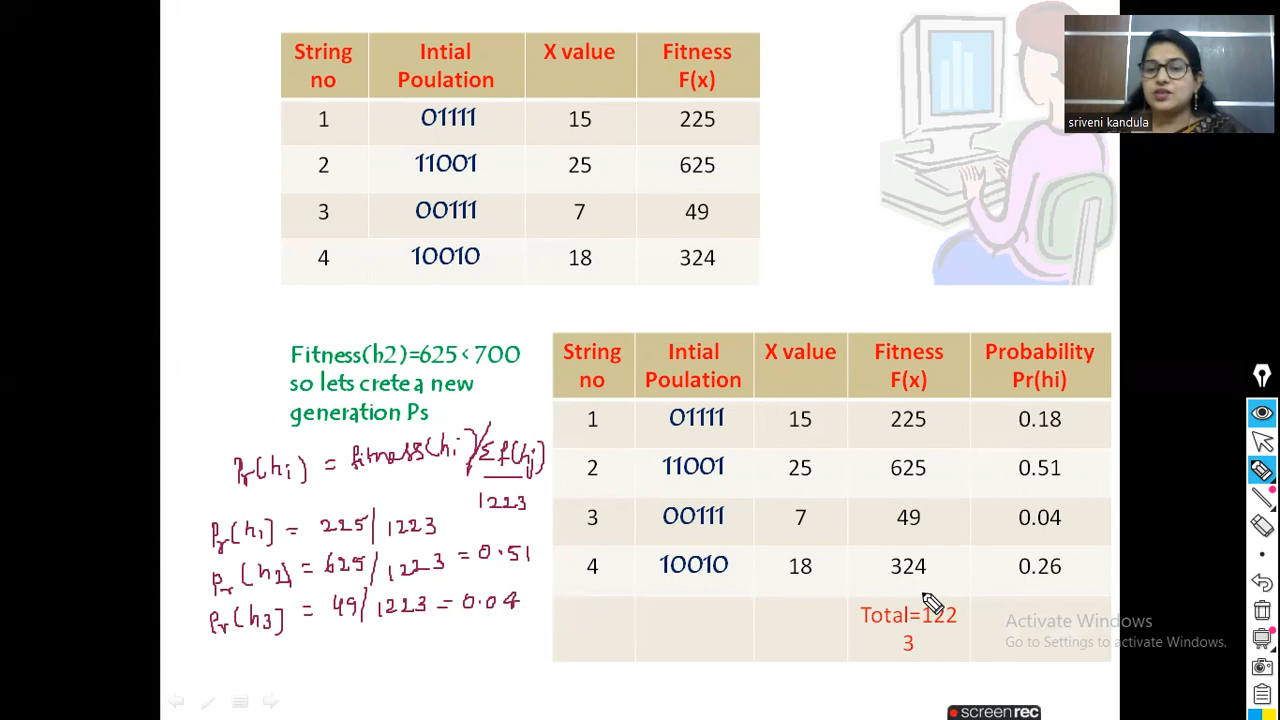 String no Intial Poulation X value Fitness F(x)
1 01111 15 225
2 11001 25 625
3 00111 7 49
4 10010 18 324
sriveni kandula
Fitness(h2)=625<700
so lets crete a new
generation Ps
Pr(hi) = fitness(hi)/Σf(hj)
1223
Pr(h1) = 225/1223
Pr(h2) = 625/1223 = 0.51
Pr(h3) = 49/1223 = 0.04
String no Intial Poulation X value Fitness F(x) Probability Pr(hi)
1 01111 15 225 0.18
2 11001 25 625 0.51
3 00111 7 49 0.04
4 10010 18 324 0.26
Total=122
3
Activate Windows
Go to Settings to activate Windows.
screenrec